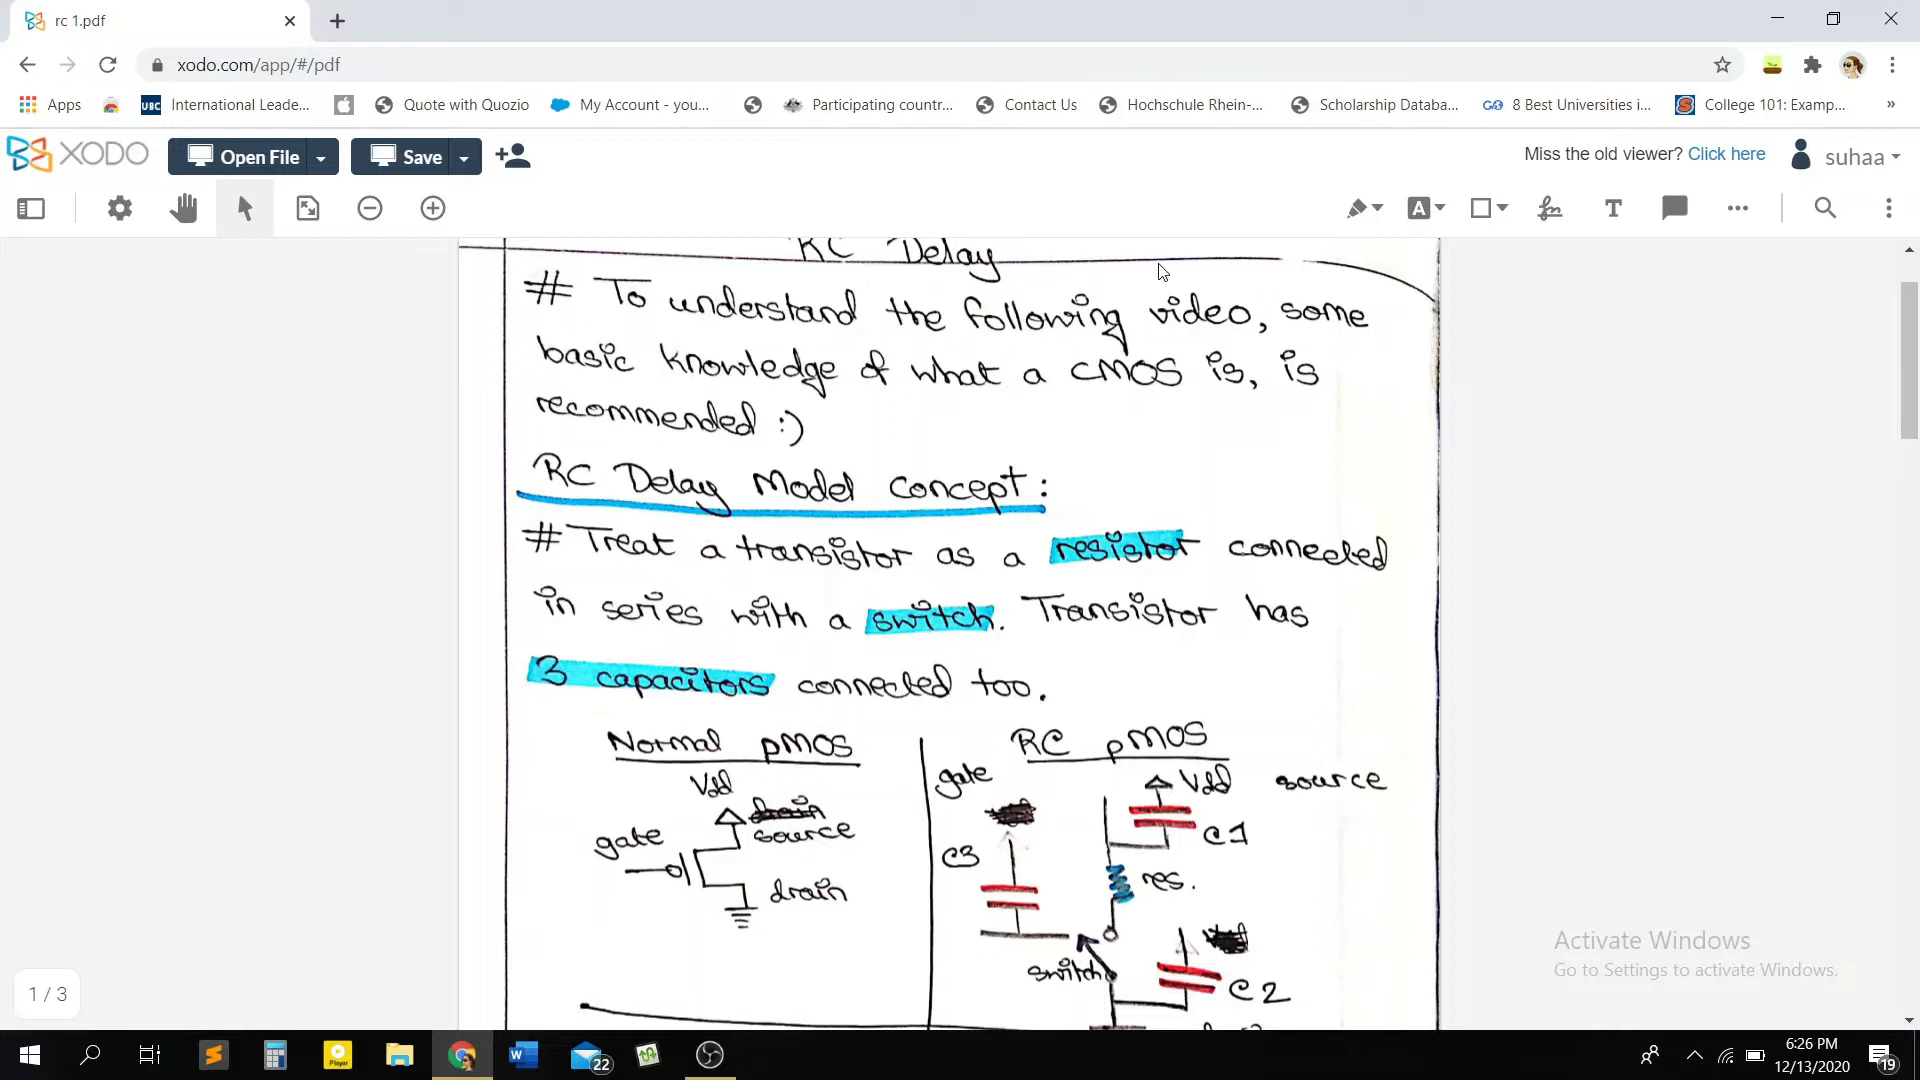 rc 1.pdf
xodo.com/app/#/pdf
Apps
UBC
International Leade...
Quote with Quozio
My Account - you...
Participating countr...
Contact Us
Hochschule Rhein-...
Scholarship Databa...
8 Best Universities i...
College 101: Examp...
»
XODO
Open File
Save
Miss the old viewer? Click here
suhaa
RC Delay
# To understand the following video, some
basic knowledge of what a CMOS is, is
recommended :)
RC Delay Model concept:
# Treat a transistor as a resistor connected
in series with a switch. Transistor has
3 capacitors connected too.
Normal pMOS
Vdd
source
gate
drain
RC pMOS
gate
Vdd source
C1
C3
res.
switch
C2
Activate Windows
Go to Settings to activate Windows.
1 / 3
Player
22
6:26 PM
12/13/2020
19